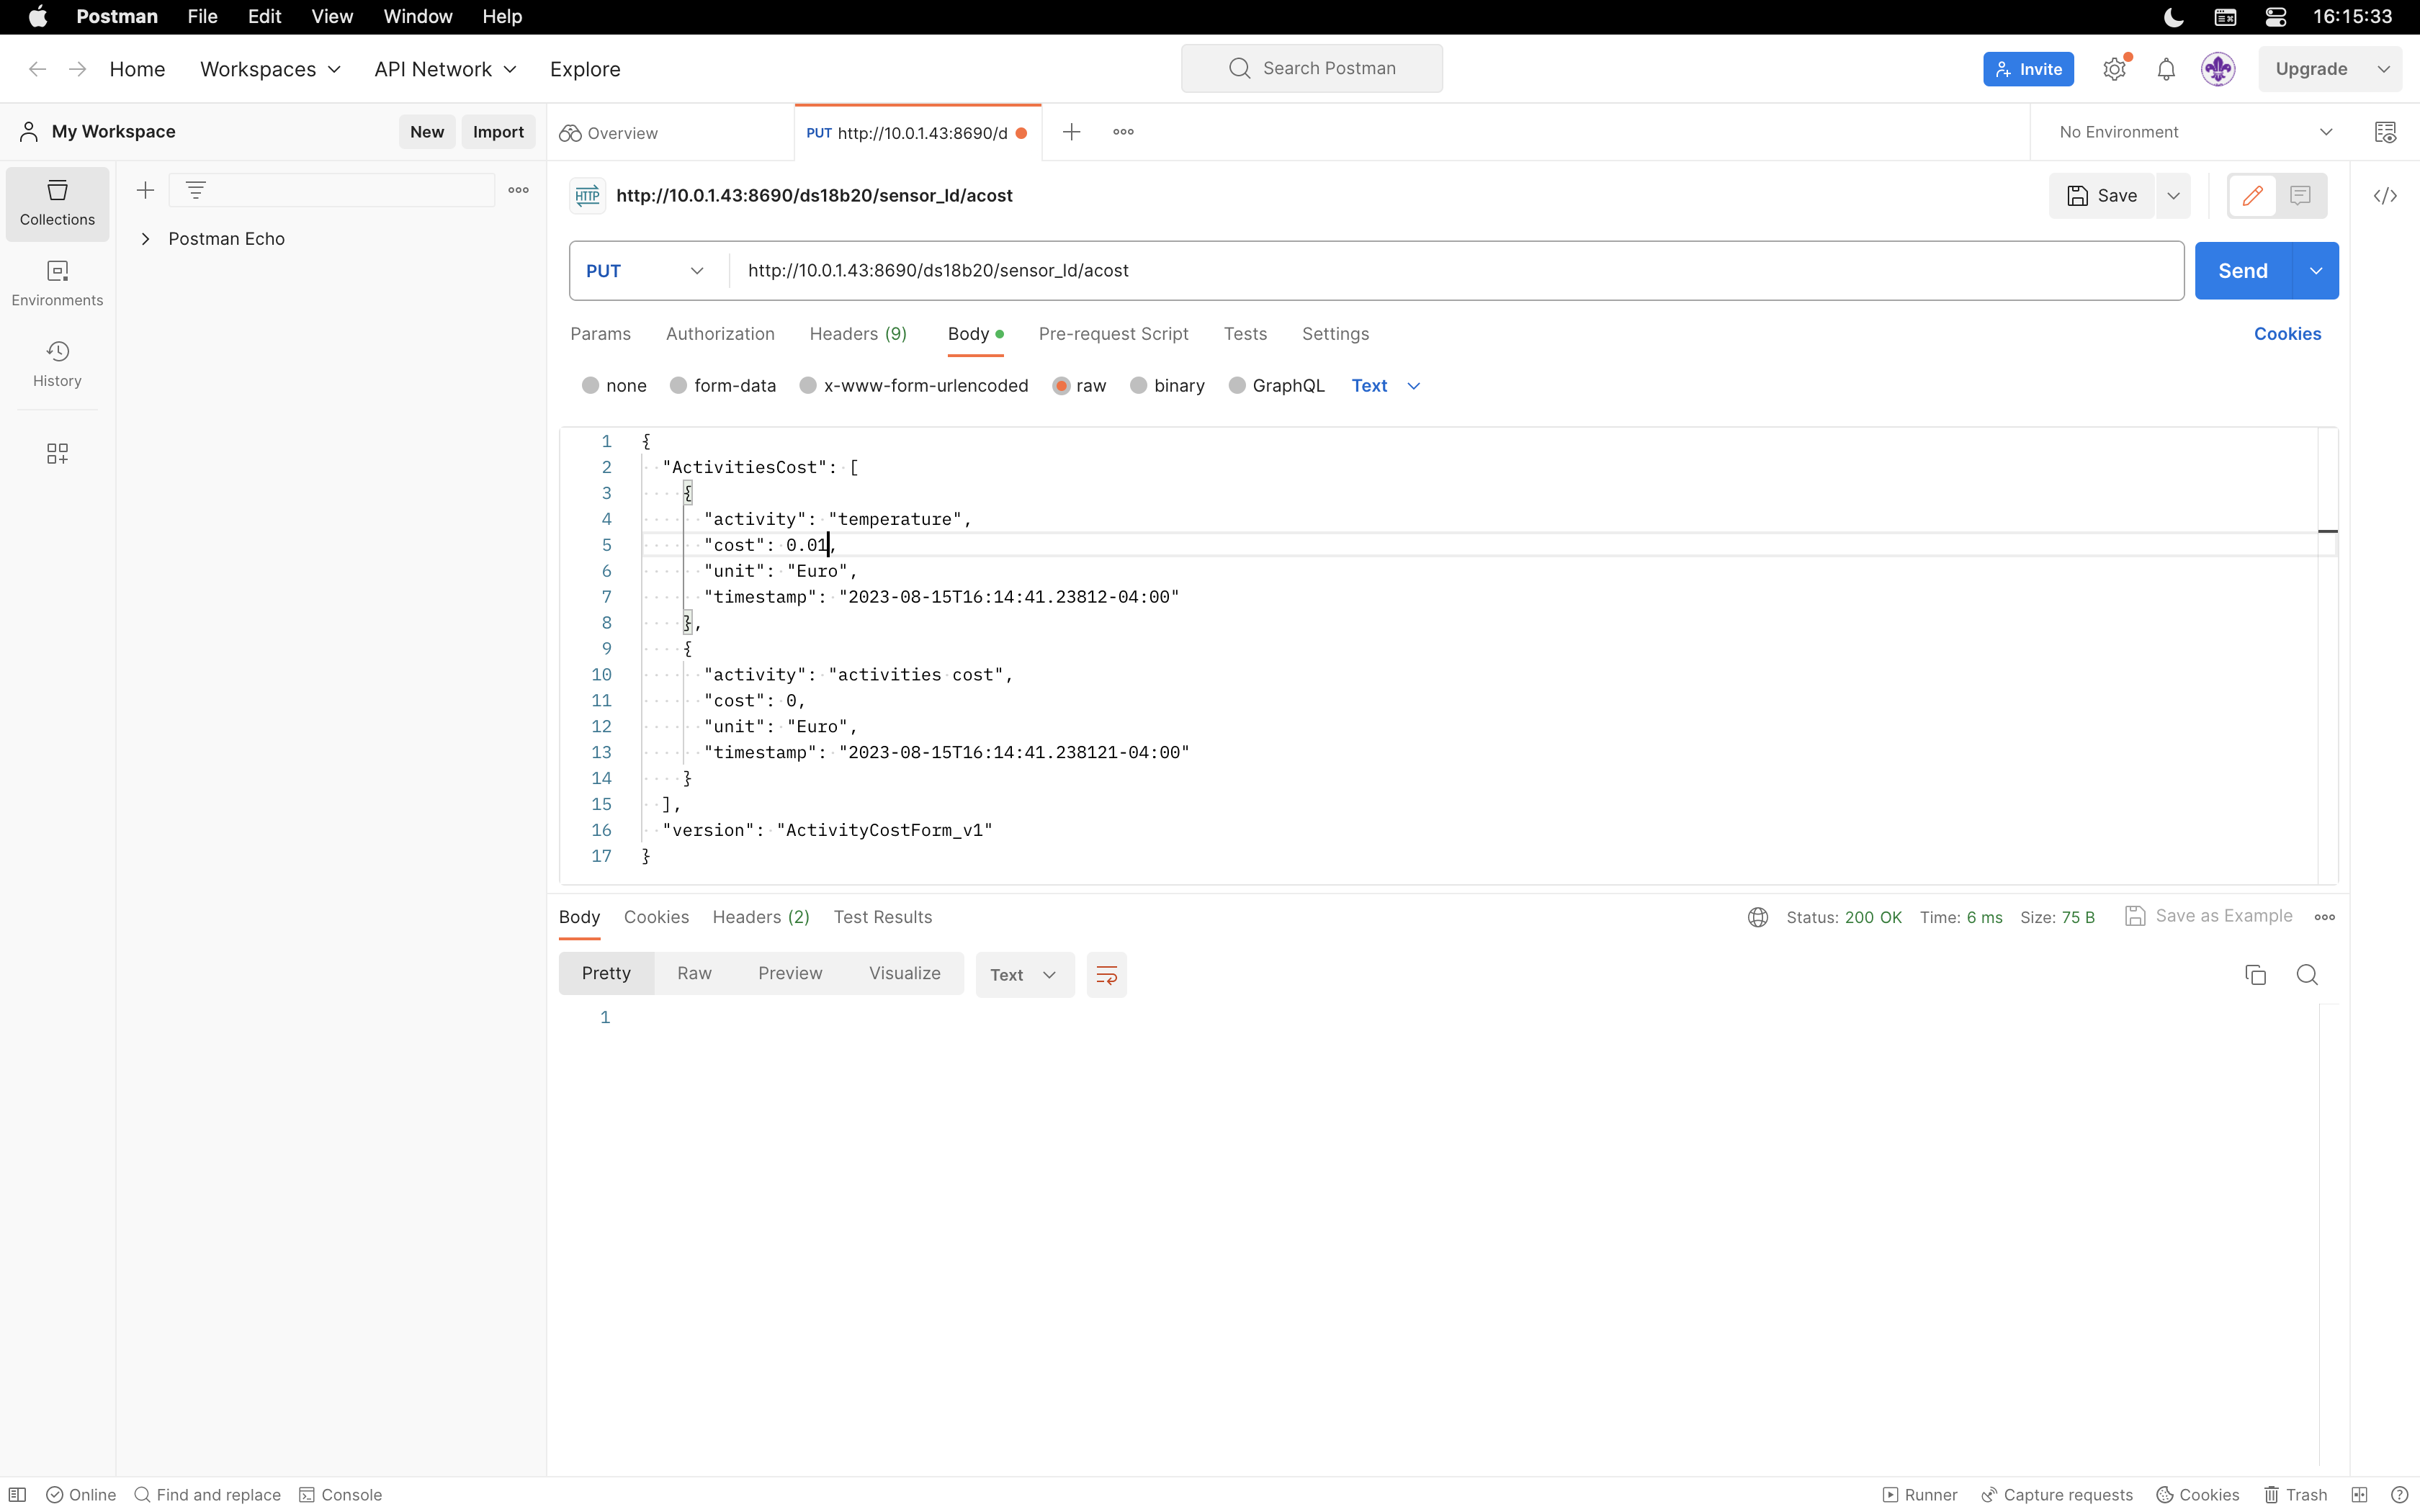 Postman File Edit View Window Help 16:15:33
Home Workspaces API Network Explore Search Postman Invite Upgrade
My Workspace New Import Overview PUT http://10.0.1.43:8690/d No Environment
Collections
Environments
History
Postman Echo
HTTP http://10.0.1.43:8690/ds18b20/sensor_Id/acost Save
PUT http://10.0.1.43:8690/ds18b20/sensor_Id/acost Send
Params Authorization Headers (9) Body Pre-request Script Tests Settings Cookies
none form-data x-www-form-urlencoded raw binary GraphQL Text
1 {
2 "ActivitiesCost": [
3 {
4 "activity": "temperature",
5 "cost": 0.01,
6 "unit": "Euro",
7 "timestamp": "2023-08-15T16:14:41.23812-04:00"
8 },
9 {
10 "activity": "activities cost",
11 "cost": 0,
12 "unit": "Euro",
13 "timestamp": "2023-08-15T16:14:41.238121-04:00"
14 }
15 ],
16 "version": "ActivityCostForm_v1"
17 }
Body Cookies Headers (2) Test Results Status: 200 OK Time: 6 ms Size: 75 B Save as Example
Pretty Raw Preview Visualize Text
1
Online Find and replace Console Runner Capture requests Cookies Trash